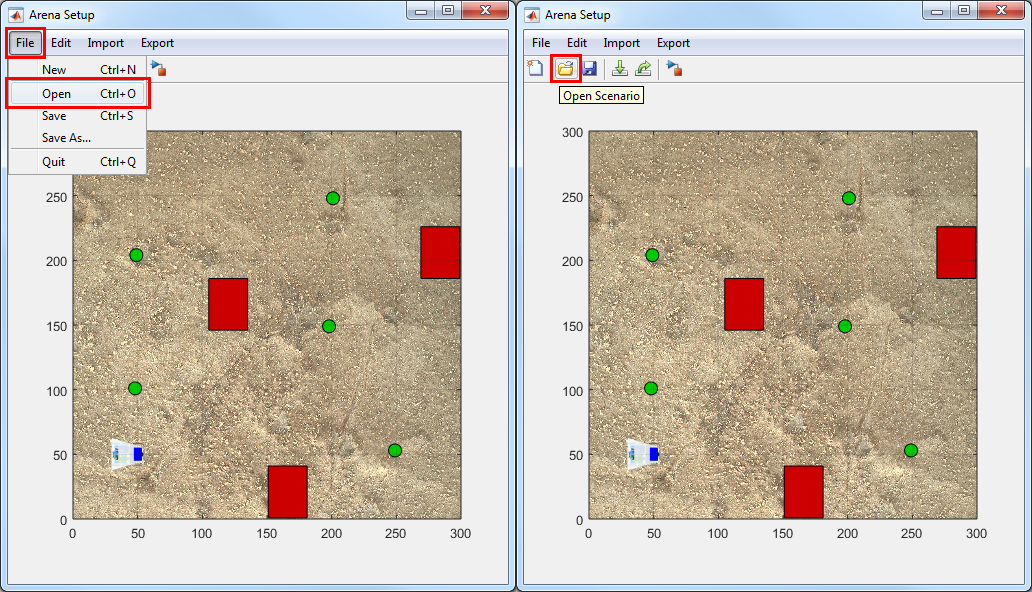 Arena Setup
File Edit Import Export
New Ctrl+N
Open Ctrl+O
Save Ctrl+S
Save As...
Quit Ctrl+Q
250
200
150
100
50
0
0 50 100 150 200 250 300
Arena Setup
File Edit Import Export
Open Scenario
300
250
200
150
100
50
0
0 50 100 150 200 250 300